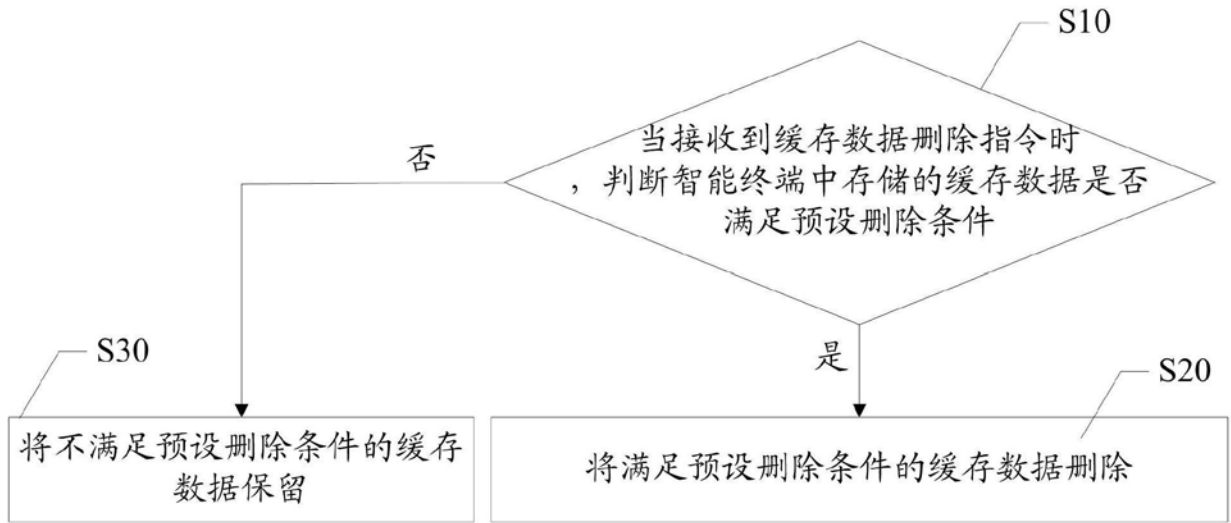 S10
当接收到缓存数据删除指令时
，判断智能终端中存储的缓存数据是否
满足预设删除条件
否
是
S30
S20
将不满足预设删除条件的缓存
数据保留
将满足预设删除条件的缓存数据删除